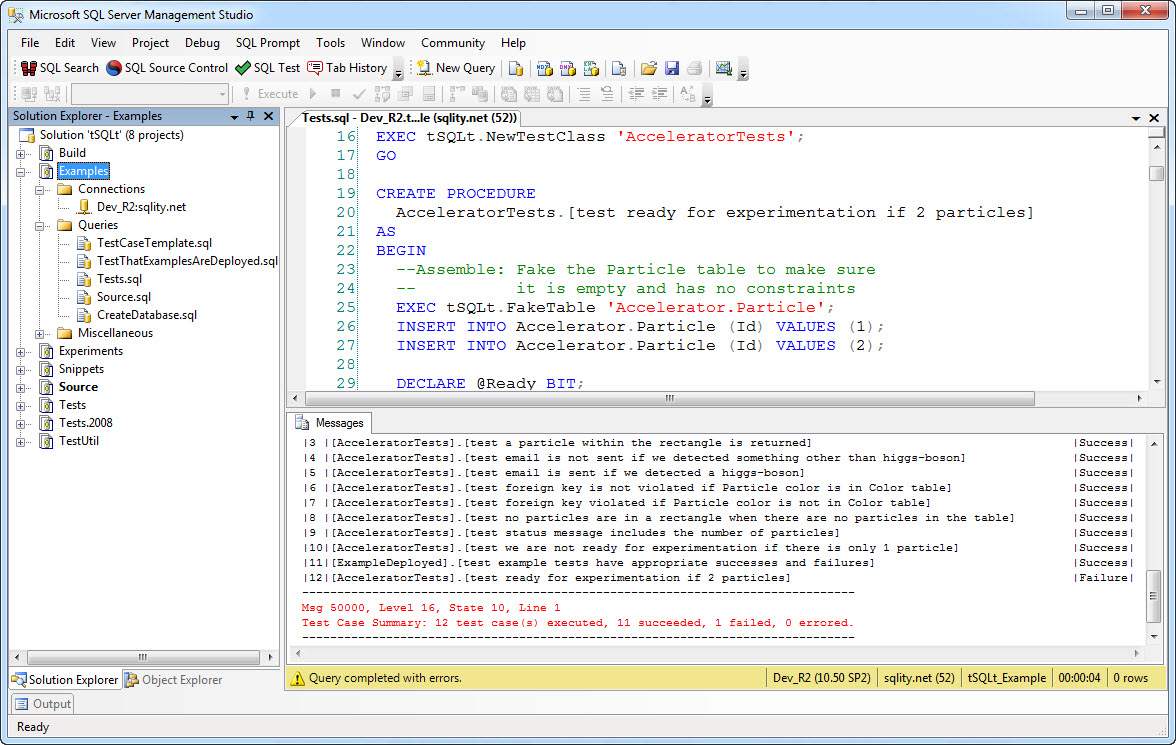 Microsoft SQL Server Management Studio
File Edit View Project Debug SQL Prompt Tools Window Community Help
SQL Search SQL Source Control SQL Test Tab History New Query
Execute
Solution Explorer - Examples
Solution 'tSQLt' (8 projects)
Build
Examples
Connections
Dev_R2:sqlity.net
Queries
TestCaseTemplate.sql
TestThatExamplesAreDeployed.sql
Tests.sql
Source.sql
CreateDatabase.sql
Miscellaneous
Experiments
Snippets
Source
Tests
Tests.2008
TestUtil
Solution Explorer Object Explorer
Tests.sql - Dev_R2.t...le (sqlity.net (52))
16 EXEC tSQLt.NewTestClass 'AcceleratorTests';
17 GO
18
19 CREATE PROCEDURE
20 AcceleratorTests.[test ready for experimentation if 2 particles]
21 AS
22 BEGIN
23 --Assemble: Fake the Particle table to make sure
24 -- it is empty and has no constraints
25 EXEC tSQLt.FakeTable 'Accelerator.Particle';
26 INSERT INTO Accelerator.Particle (Id) VALUES (1);
27 INSERT INTO Accelerator.Particle (Id) VALUES (2);
28
29 DECLARE @Ready BIT;
Messages
|3 |[AcceleratorTests].[test a particle within the rectangle is returned] |Success|
|4 |[AcceleratorTests].[test email is not sent if we detected something other than higgs-boson] |Success|
|5 |[AcceleratorTests].[test email is sent if we detected a higgs-boson] |Success|
|6 |[AcceleratorTests].[test foreign key is not violated if Particle color is in Color table] |Success|
|7 |[AcceleratorTests].[test foreign key violated if Particle color is not in Color table] |Success|
|8 |[AcceleratorTests].[test no particles are in a rectangle when there are no particles in the table] |Success|
|9 |[AcceleratorTests].[test status message includes the number of particles] |Success|
|10|[AcceleratorTests].[test we are not ready for experimentation if there is only 1 particle] |Success|
|11|[ExampleDeployed].[test example tests have appropriate successes and failures] |Success|
|12|[AcceleratorTests].[test ready for experimentation if 2 particles] |Failure|
-----------------------------------------------------------------------------
Msg 50000, Level 16, State 10, Line 1
Test Case Summary: 12 test case(s) executed, 11 succeeded, 1 failed, 0 errored.
-----------------------------------------------------------------------------
Query completed with errors. Dev_R2 (10.50 SP2) sqlity.net (52) tSQLt_Example 00:00:04 0 rows
Output
Ready